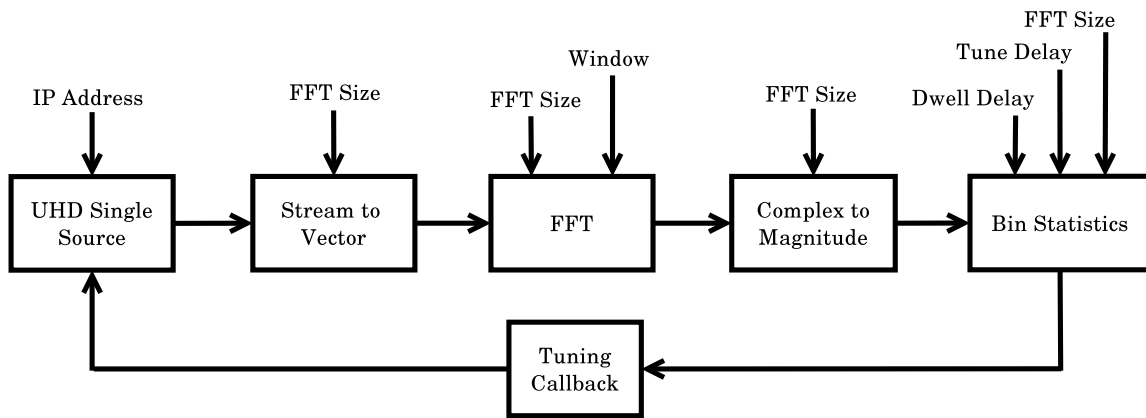 FFT Size
Tune Delay
Window
Dwell Delay
IP Address
FFT Size
FFT Size
FFT Size
UHD Single
Source
Stream to
Vector
FFT
Complex to
Magnitude
Bin Statistics
Tuning
Callback